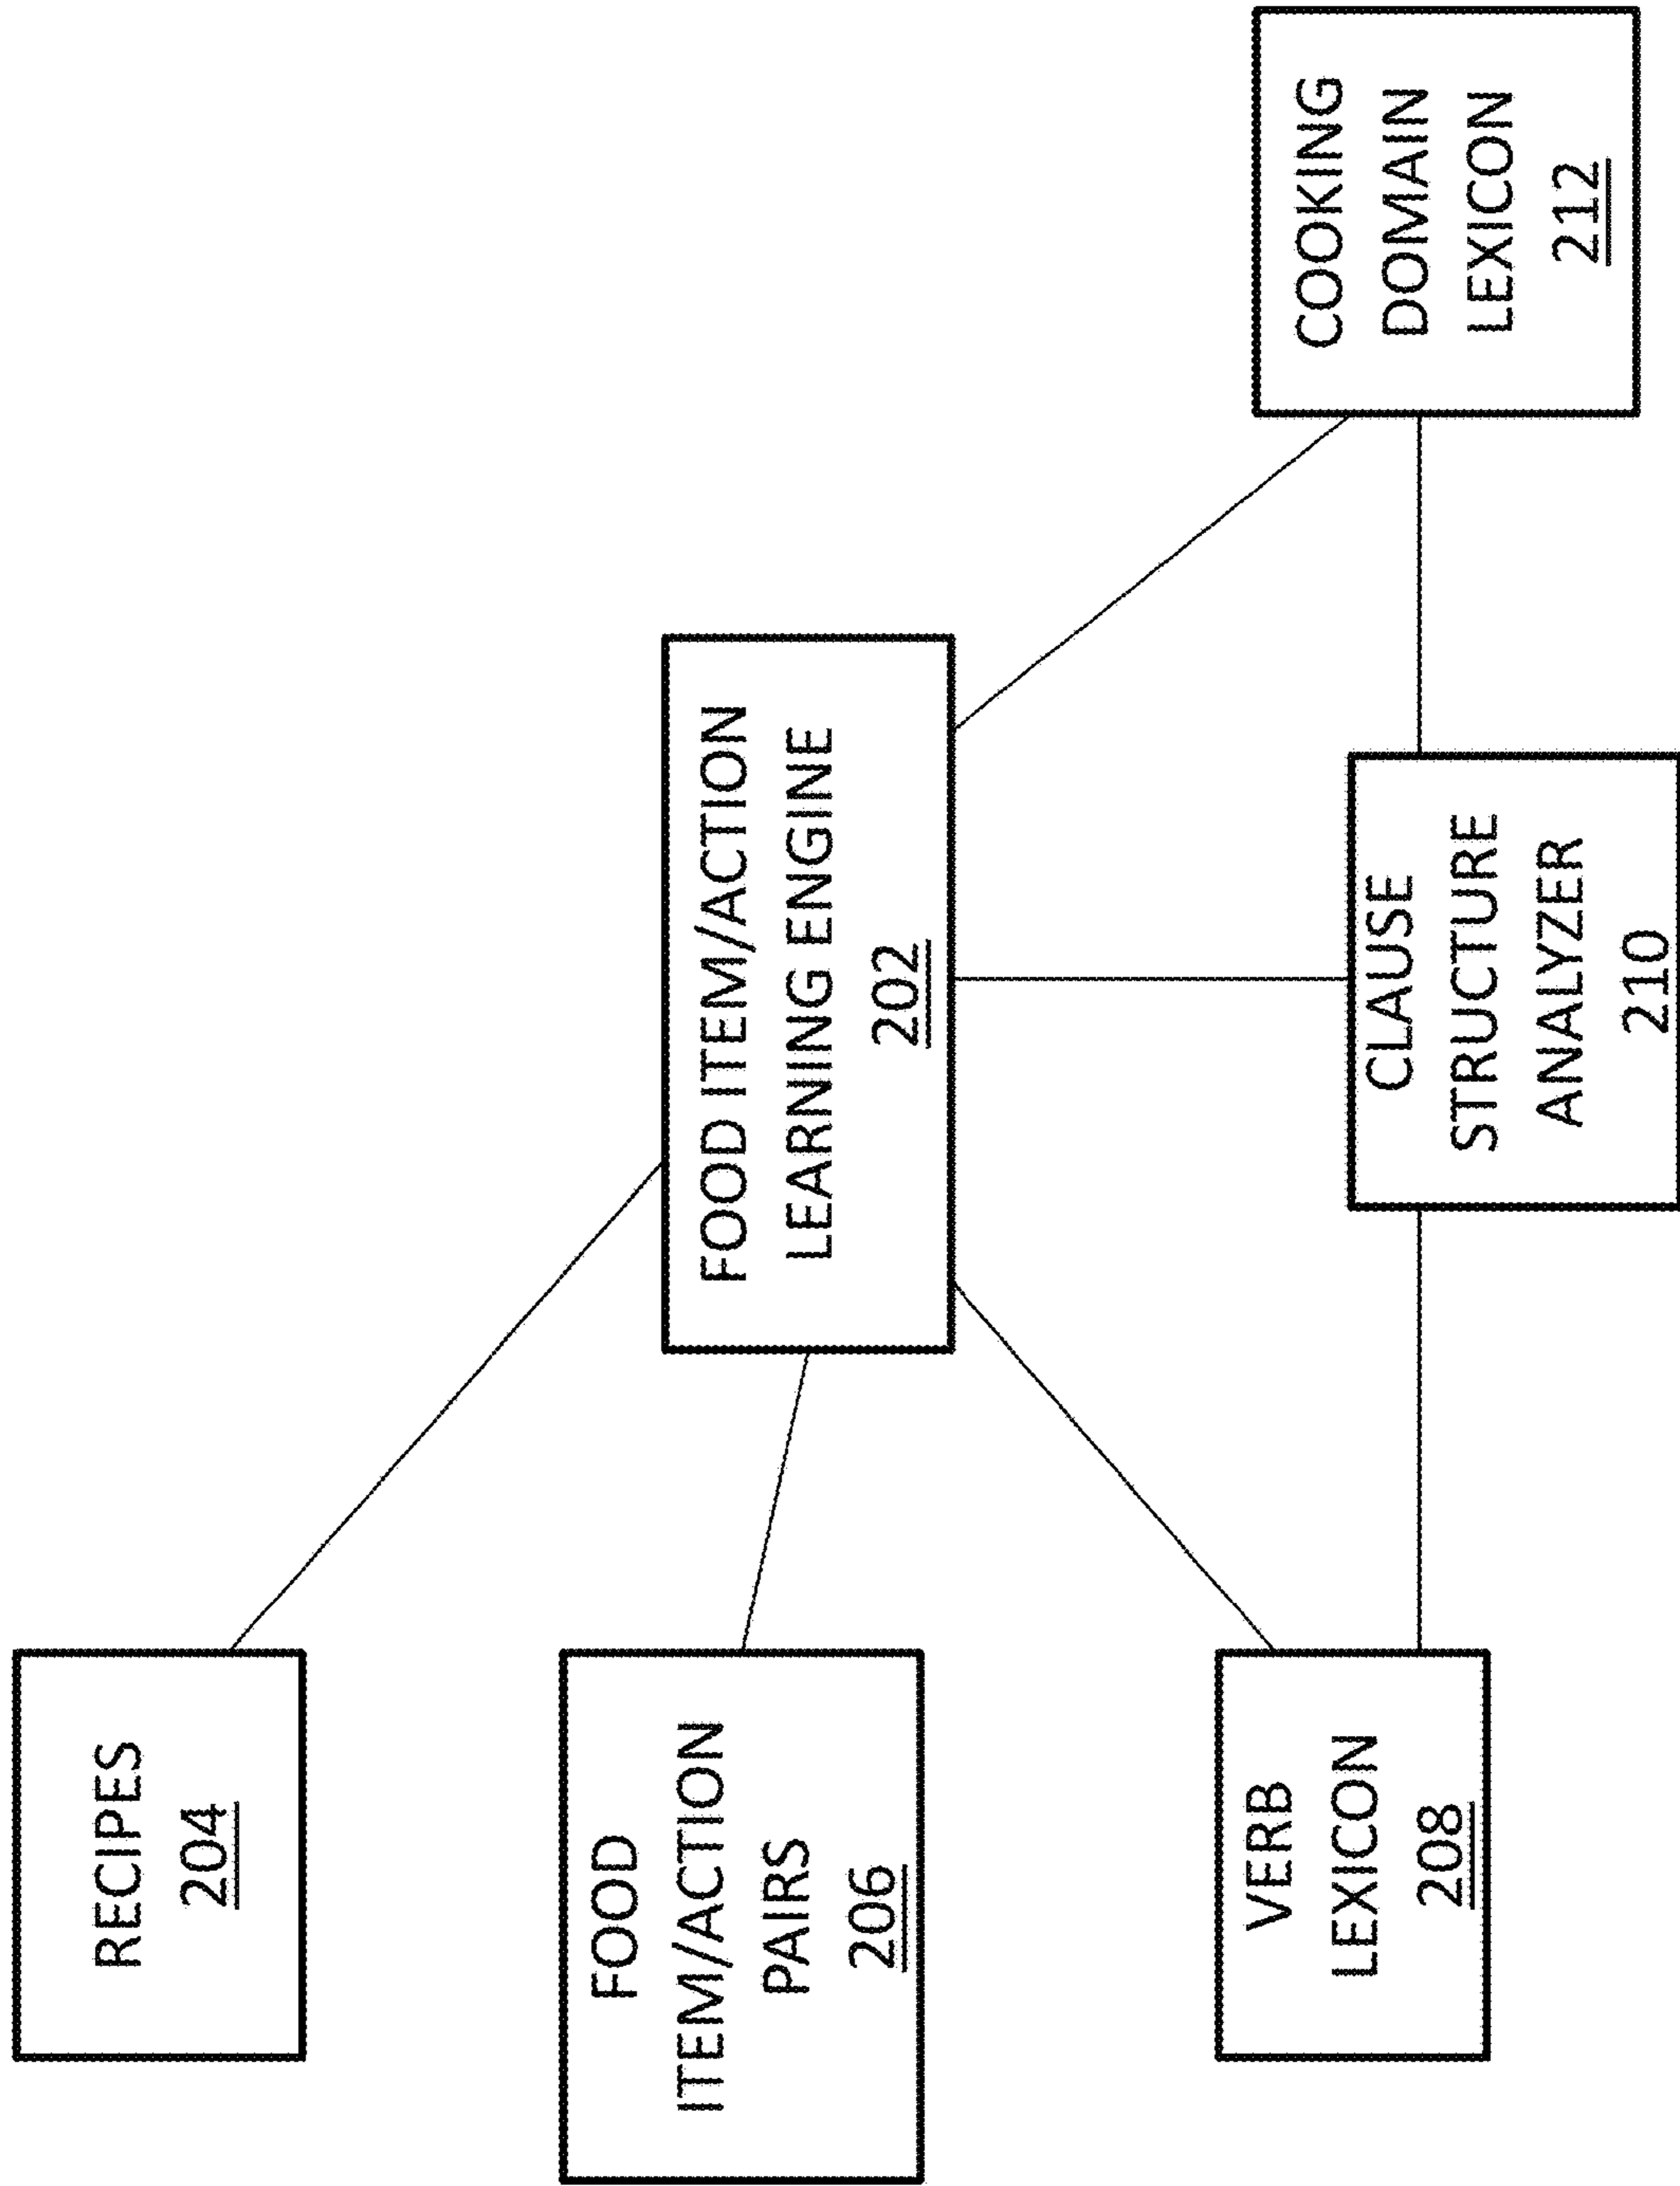 RECIPES
204
FOOD
ITEM/ACTION
PAIRS
206
VERB
LEXICON
208
FOOD ITEM/ACTION
LEARNING ENGINE
202
CLAUSE
STRUCTURE
ANALYZER
210
COOKING
DOMAIN
LEXICON
212